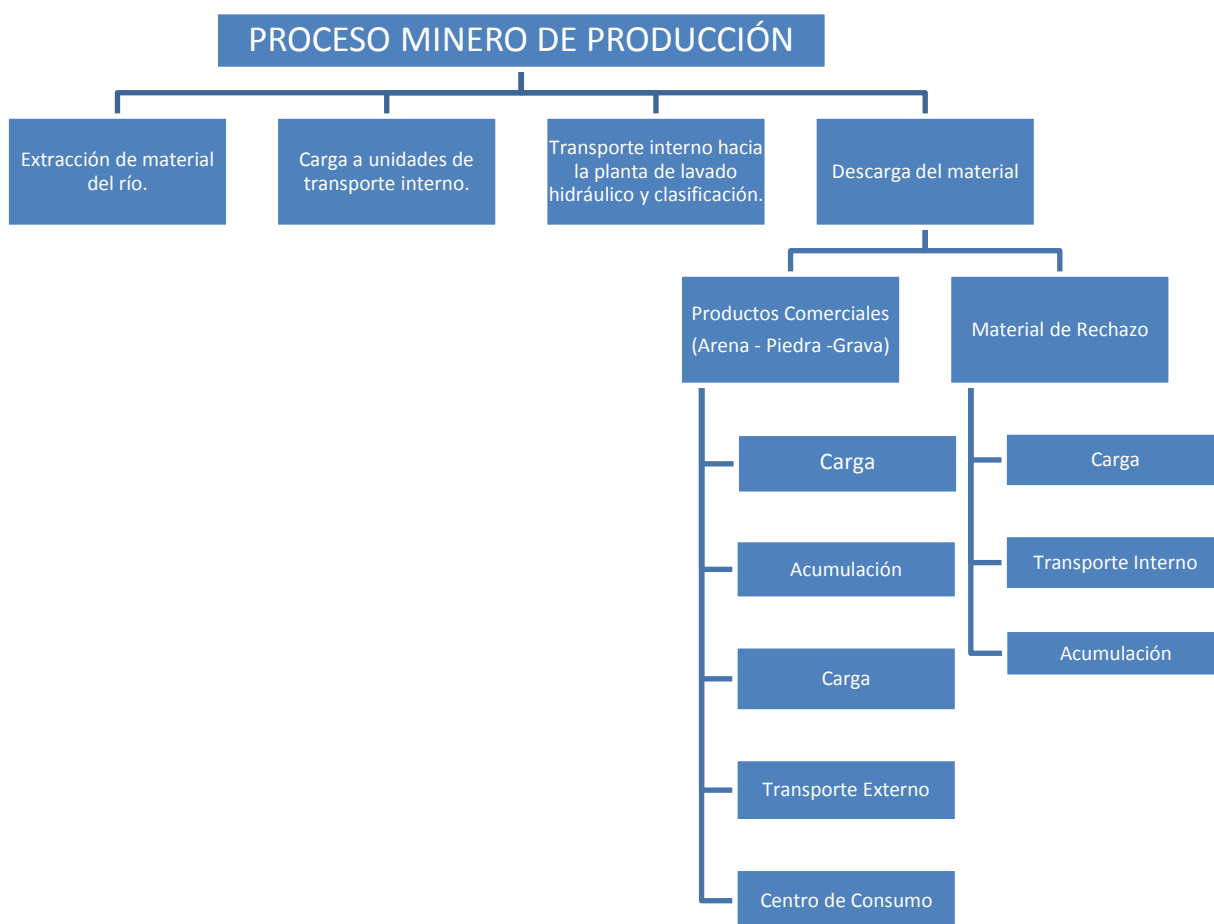 PROCESO MINERO DE PRODUCCIÓN
Extracción de material
del río.
Carga a unidades de
transporte interno.
Transporte interno hacia
la planta de lavado
hidráulico y clasificación.
Descarga del material
Productos Comerciales
(Arena - Piedra -Grava)
Material de Rechazo
Carga
Acumulación
Carga
Transporte Externo
Centro de Consumo
Carga
Transporte Interno
Acumulación